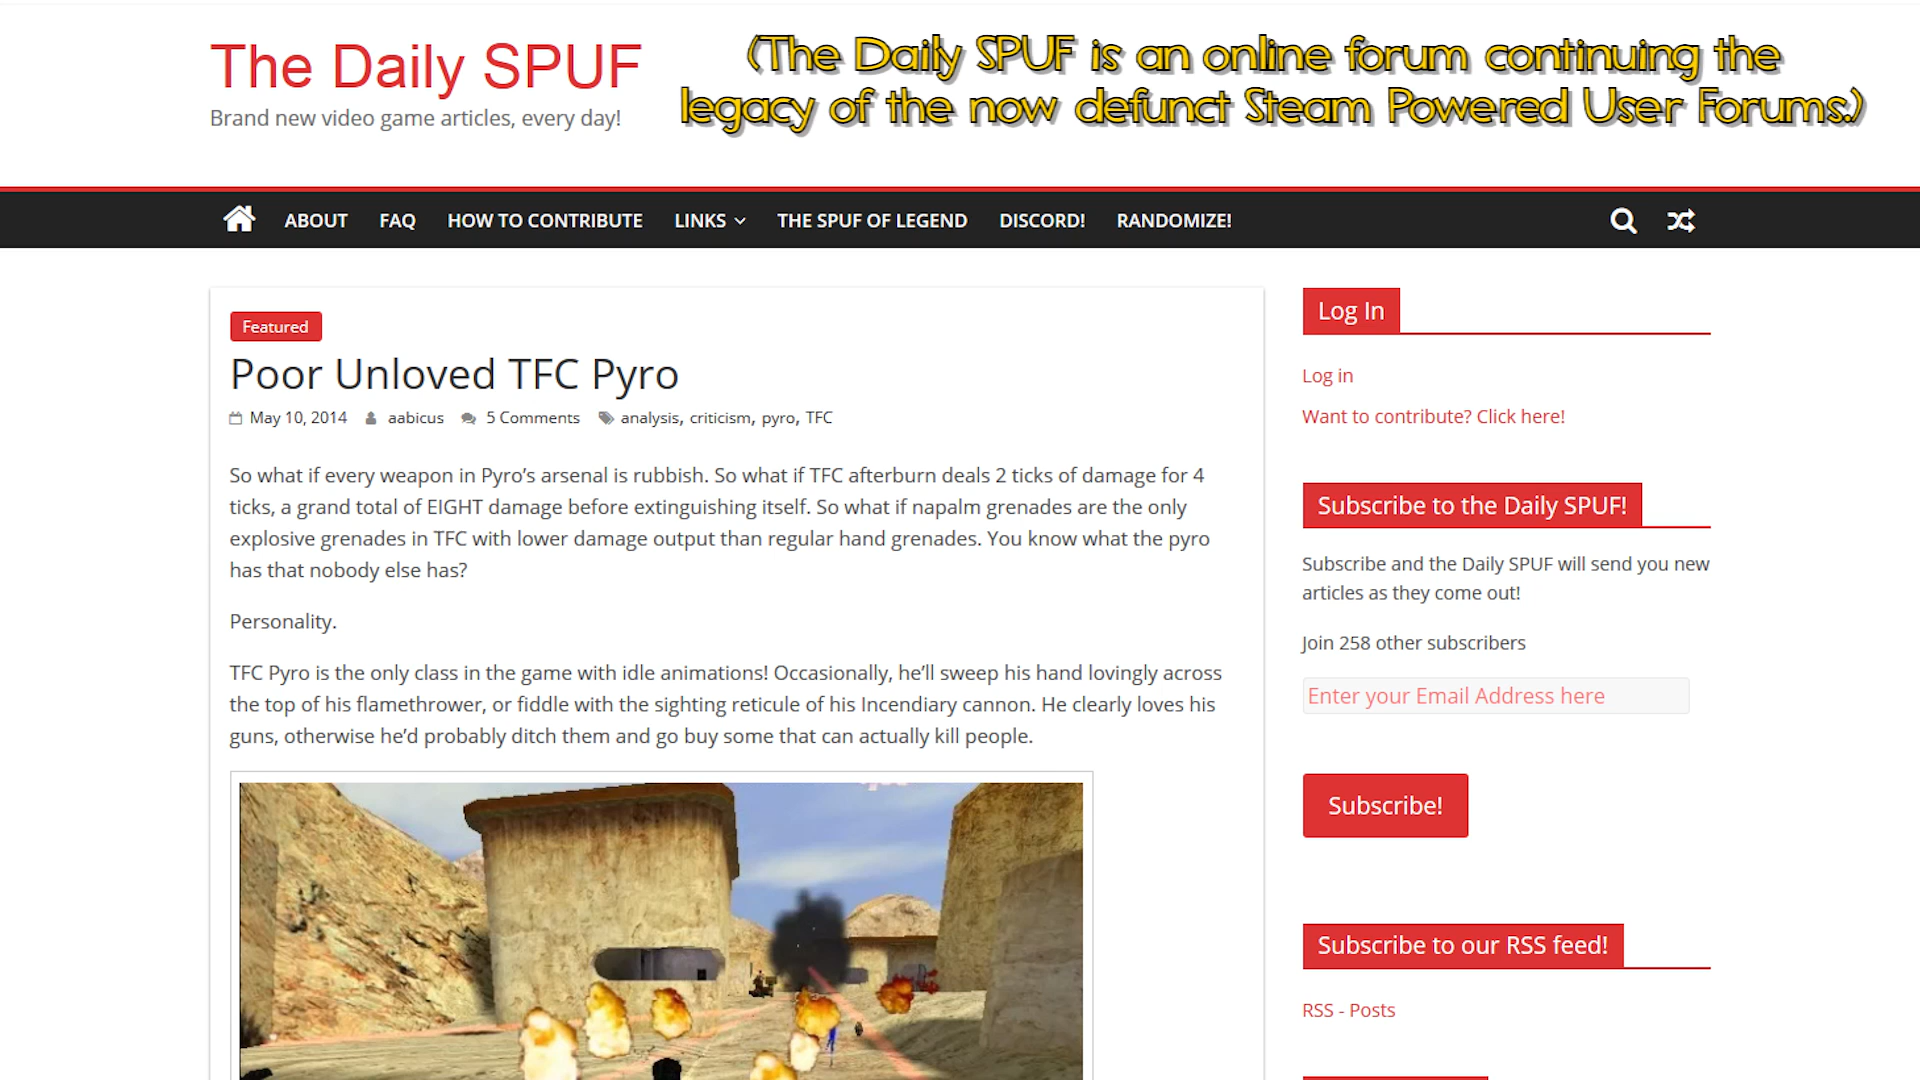 The Daily SPUF
Brand new video game articles, every day!
(The Daily SPUF is an online forum continuing the
legacy of the now defunct Steam Powered User Forums.)
ABOUT FAQ HOW TO CONTRIBUTE LINKS THE SPUF OF LEGEND DISCORD! RANDOMIZE!
Featured
Poor Unloved TFC Pyro
May 10, 2014 aabicus 5 Comments analysis, criticism, pyro, TFC
So what if every weapon in Pyro’s arsenal is rubbish. So what if TFC afterburn deals 2 ticks of damage for 4
ticks, a grand total of EIGHT damage before extinguishing itself. So what if napalm grenades are the only
explosive grenades in TFC with lower damage output than regular hand grenades. You know what the pyro
has that nobody else has?
Personality.
TFC Pyro is the only class in the game with idle animations! Occasionally, he’ll sweep his hand lovingly across
the top of his flamethrower, or fiddle with the sighting reticule of his Incendiary cannon. He clearly loves his
guns, otherwise he’d probably ditch them and go buy some that can actually kill people.
Log In
Log in
Want to contribute? Click here!
Subscribe to the Daily SPUF!
Subscribe and the Daily SPUF will send you new
articles as they come out!
Join 258 other subscribers
Enter your Email Address here
Subscribe!
Subscribe to our RSS feed!
RSS - Posts